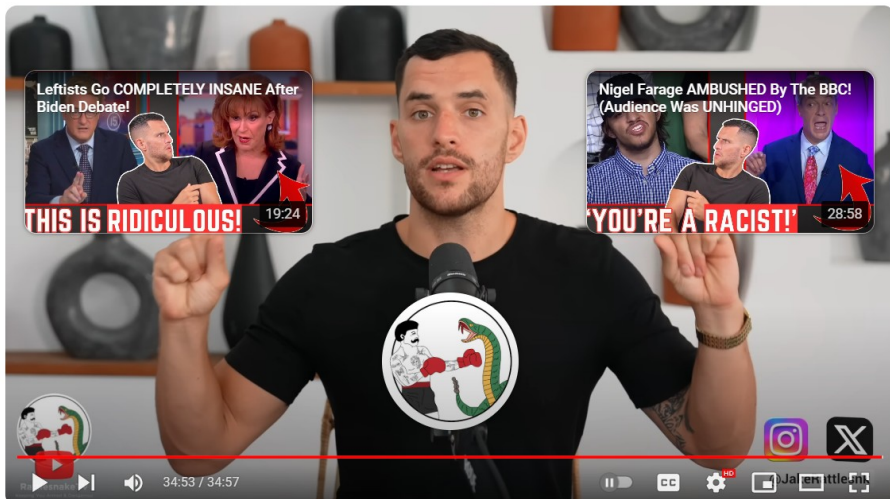 Leftists Go COMPLETELY INSANE After
Biden Debate!
THIS IS RIDICULOUS!
19:24
Nigel Farage AMBUSHED By The BBC!
(Audience Was UNHINGED)
'YOU'RE A RACIST!'
28:58
34:53 / 34:57
CC
HD